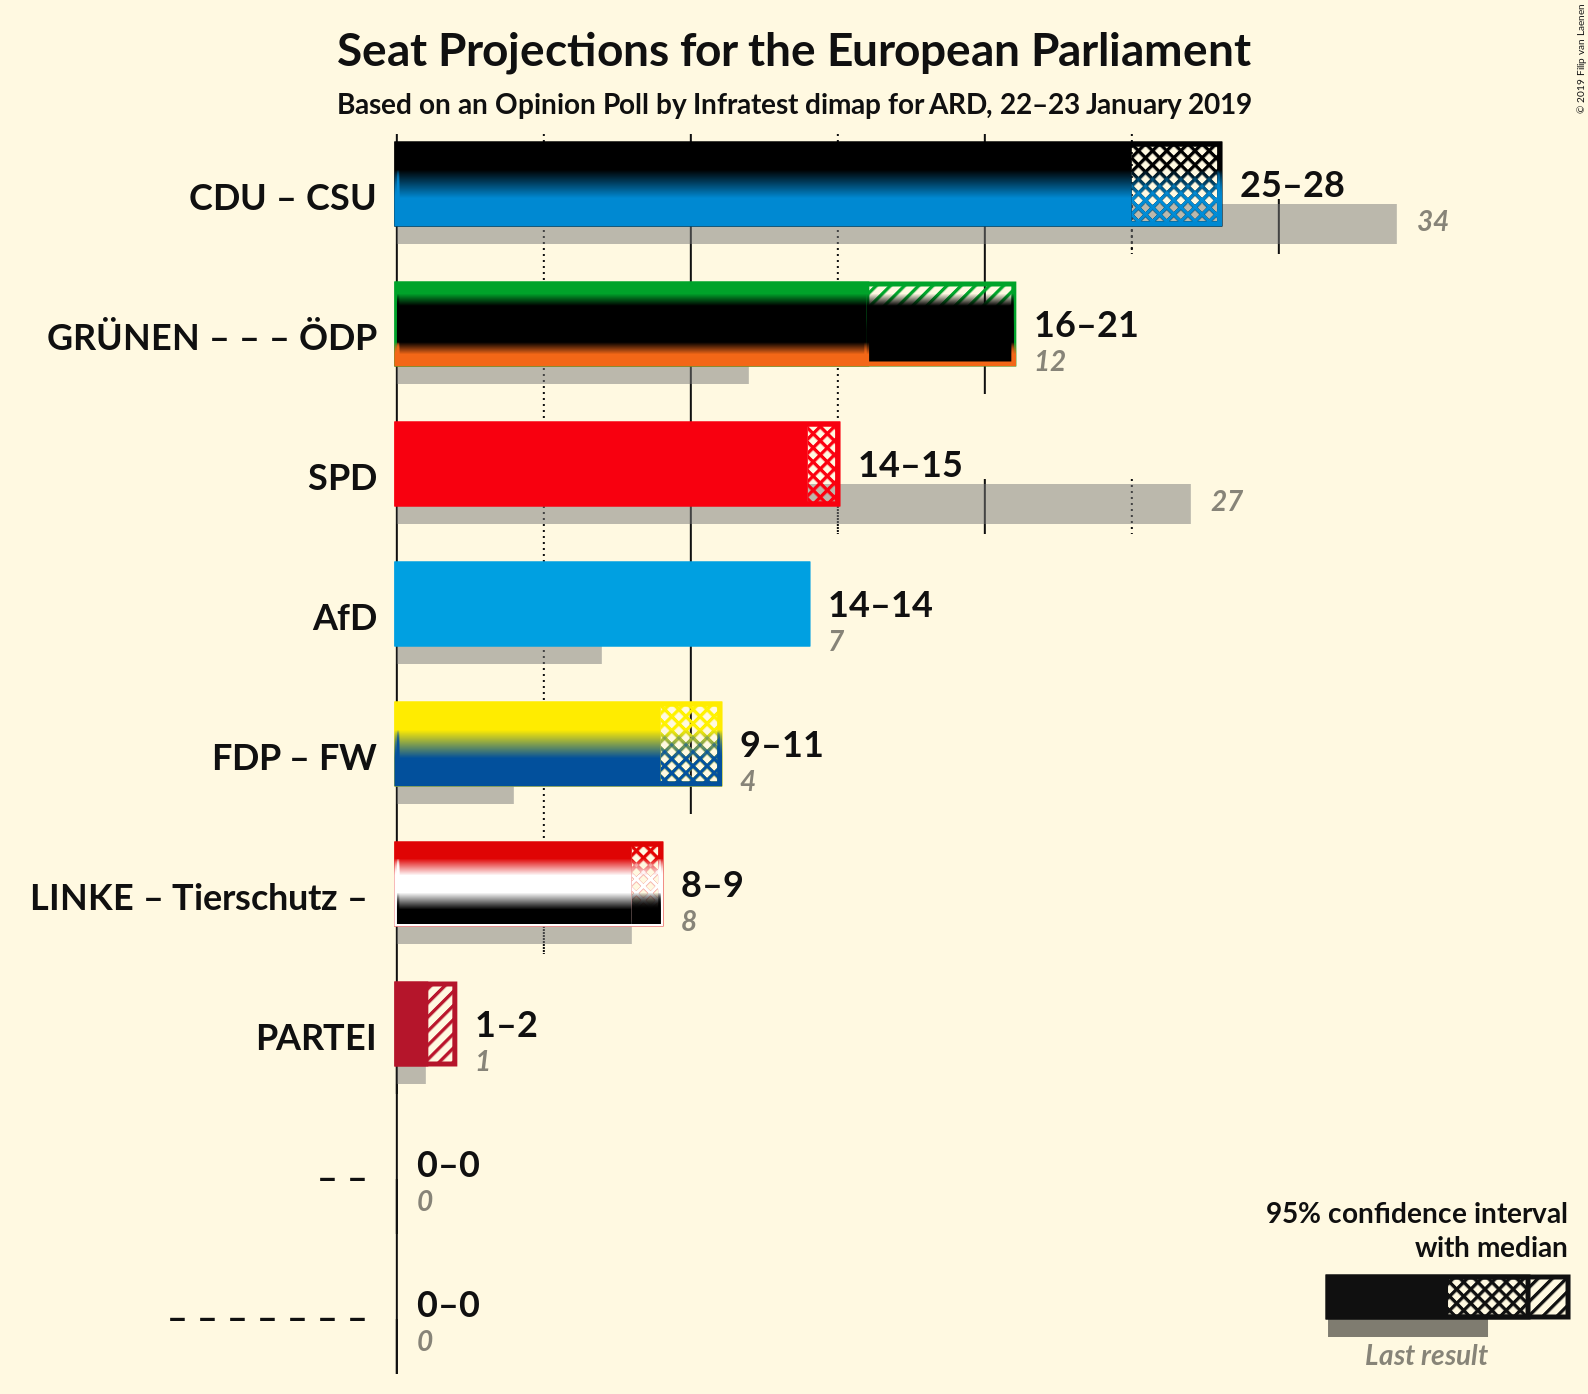 Seat Projections for the European Parliament
Based on an Opinion Poll by Infratest dimap for ARD, 22–23 January 2019
© 2019 Filip van Laenen
CDU – CSU
25–28
34
GRÜNEN – – – ÖDP
16–21
12
SPD
14–15
27
AfD
14–14
7
FDP – FW
9–11
4
LINKE – Tierschutz –
8–9
8
PARTEI
1–2
1
– –
0–0
0
– – – – – – –
0–0
0
95% confidence interval
with median
Last result